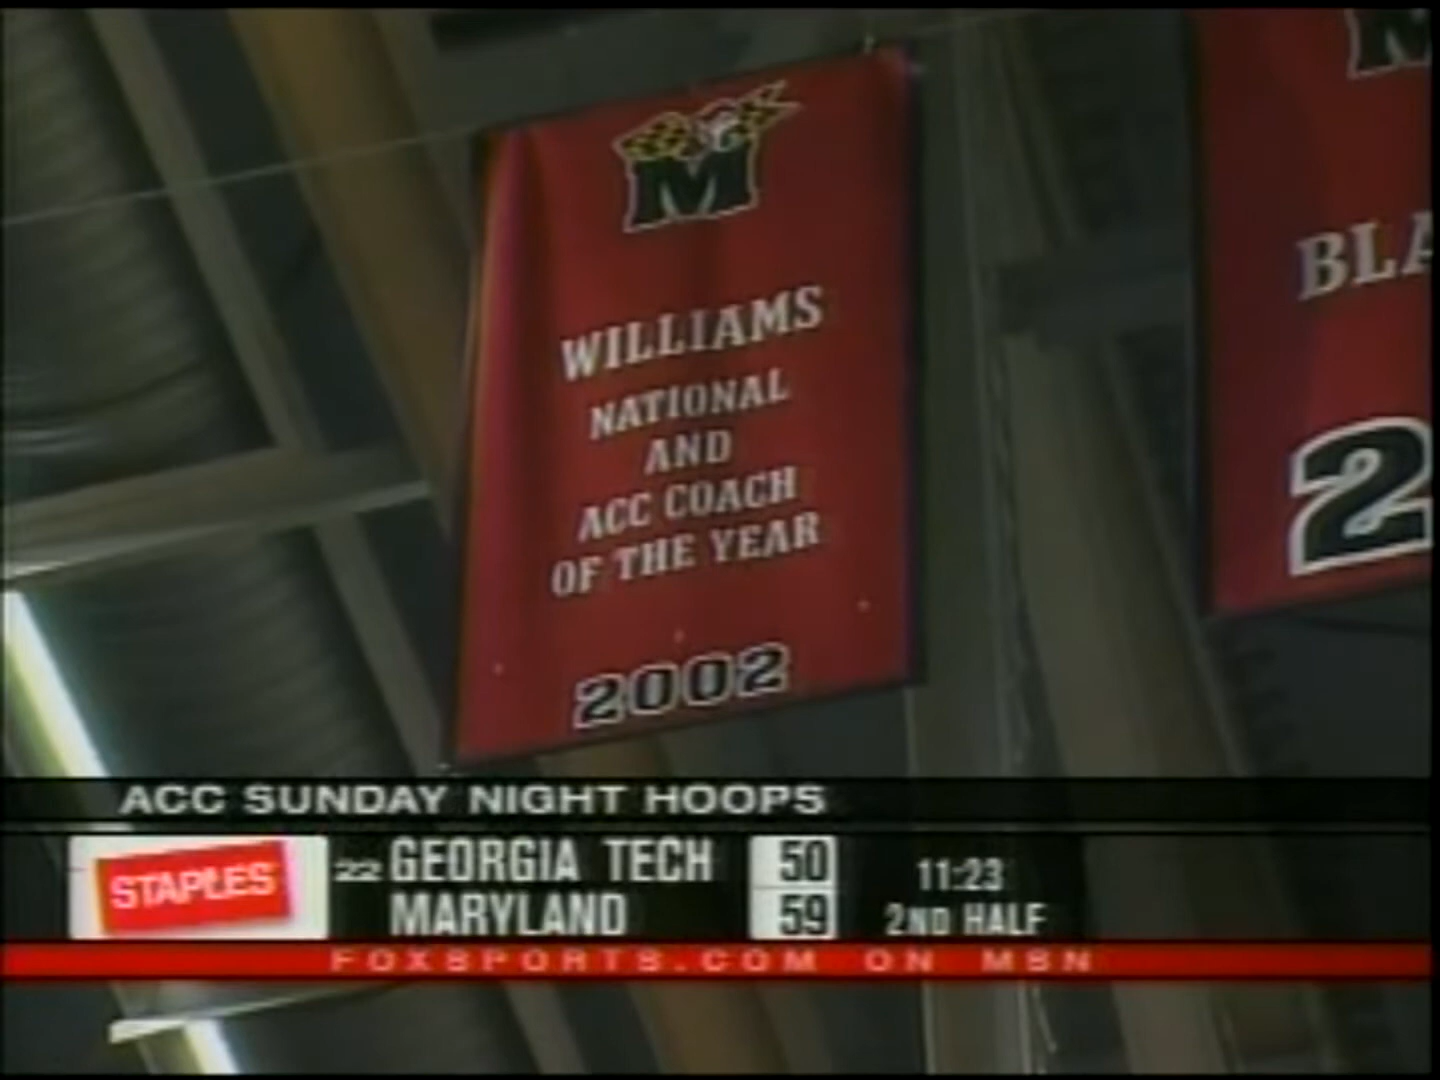 M
WILLIAMS
NATIONAL
AND
ACC COACH
OF THE YEAR
2002
M
BLA
2
ACC SUNDAY NIGHT HOOPS
STAPLES
22 GEORGIA TECH 50
MARYLAND 59
11:23
2ND HALF
FOXSPORTS.COM ON MSN